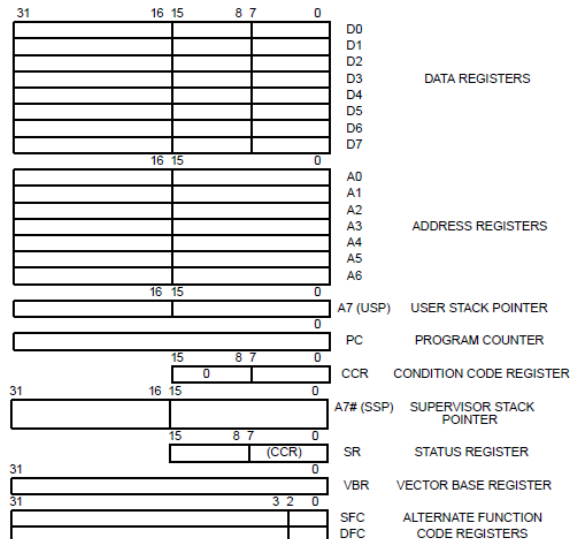 31 16 15 8 7 0
D0
D1
D2
D3 DATA REGISTERS
D4
D5
D6
D7
16 15 0
A0
A1
A2
A3 ADDRESS REGISTERS
A4
A5
A6
16 15 0
A7 (USP) USER STACK POINTER
0
PC PROGRAM COUNTER
15 8 7 0
0 CCR CONDITION CODE REGISTER
31 16 15 0
A7# (SSP) SUPERVISOR STACK
POINTER
15 8 7 0
(CCR) SR STATUS REGISTER
31 0
VBR VECTOR BASE REGISTER
31 3 2 0
SFC ALTERNATE FUNCTION
DFC CODE REGISTERS